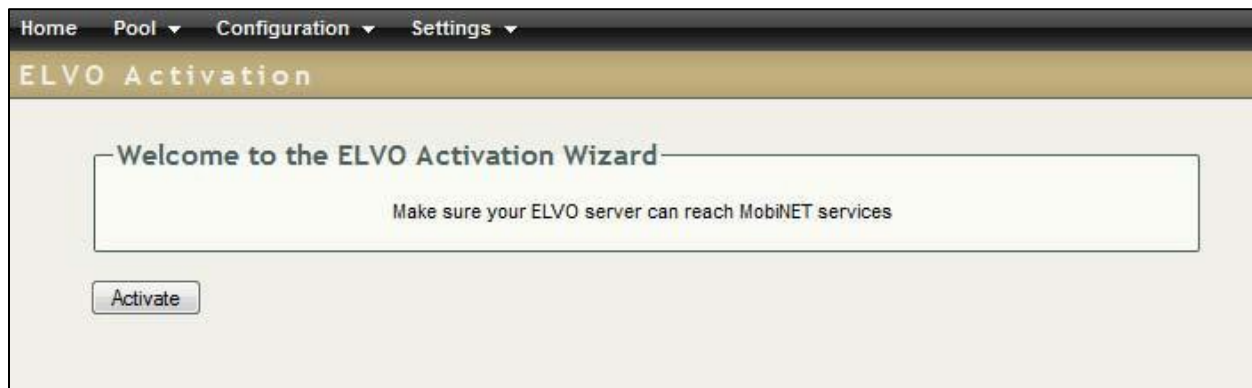 Home Pool Configuration Settings
ELVO Activation
Welcome to the ELVO Activation Wizard
Make sure your ELVO server can reach MobiNET services
Activate